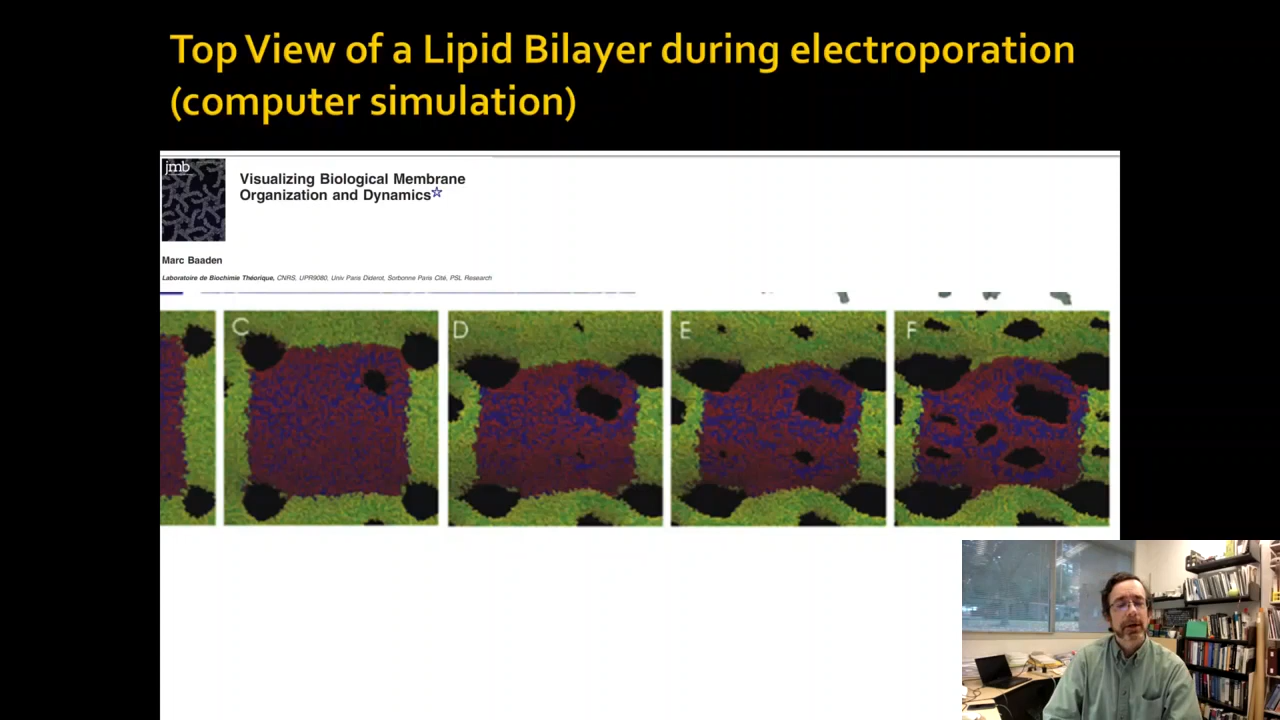 Top View of a Lipid Bilayer during electroporation
(computer simulation)
jmb
Visualizing Biological Membrane
Organization and Dynamics☆
Marc Baaden
Laboratoire de Biochimie Théorique, CNRS, UPR9080, Univ Paris Diderot, Sorbonne Paris Cité, PSL Research
C
D
E
F